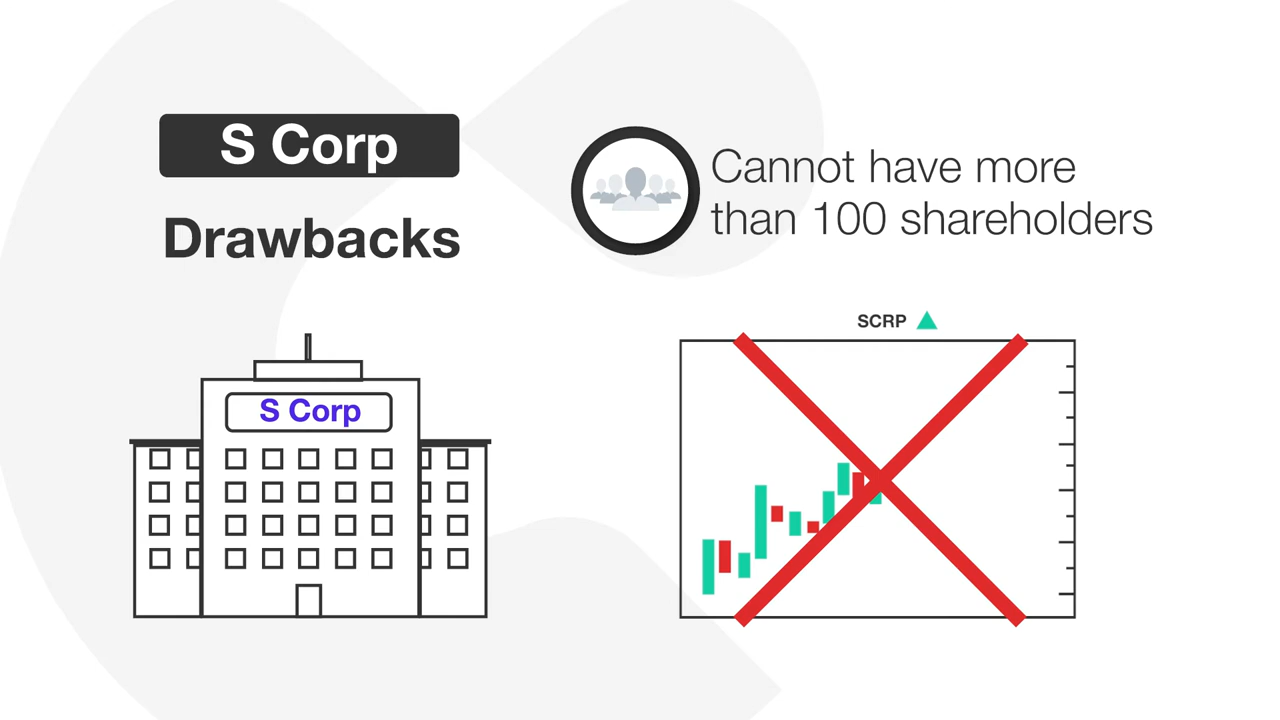 S Corp
Drawbacks
Cannot have more
than 100 shareholders
SCRP
S Corp